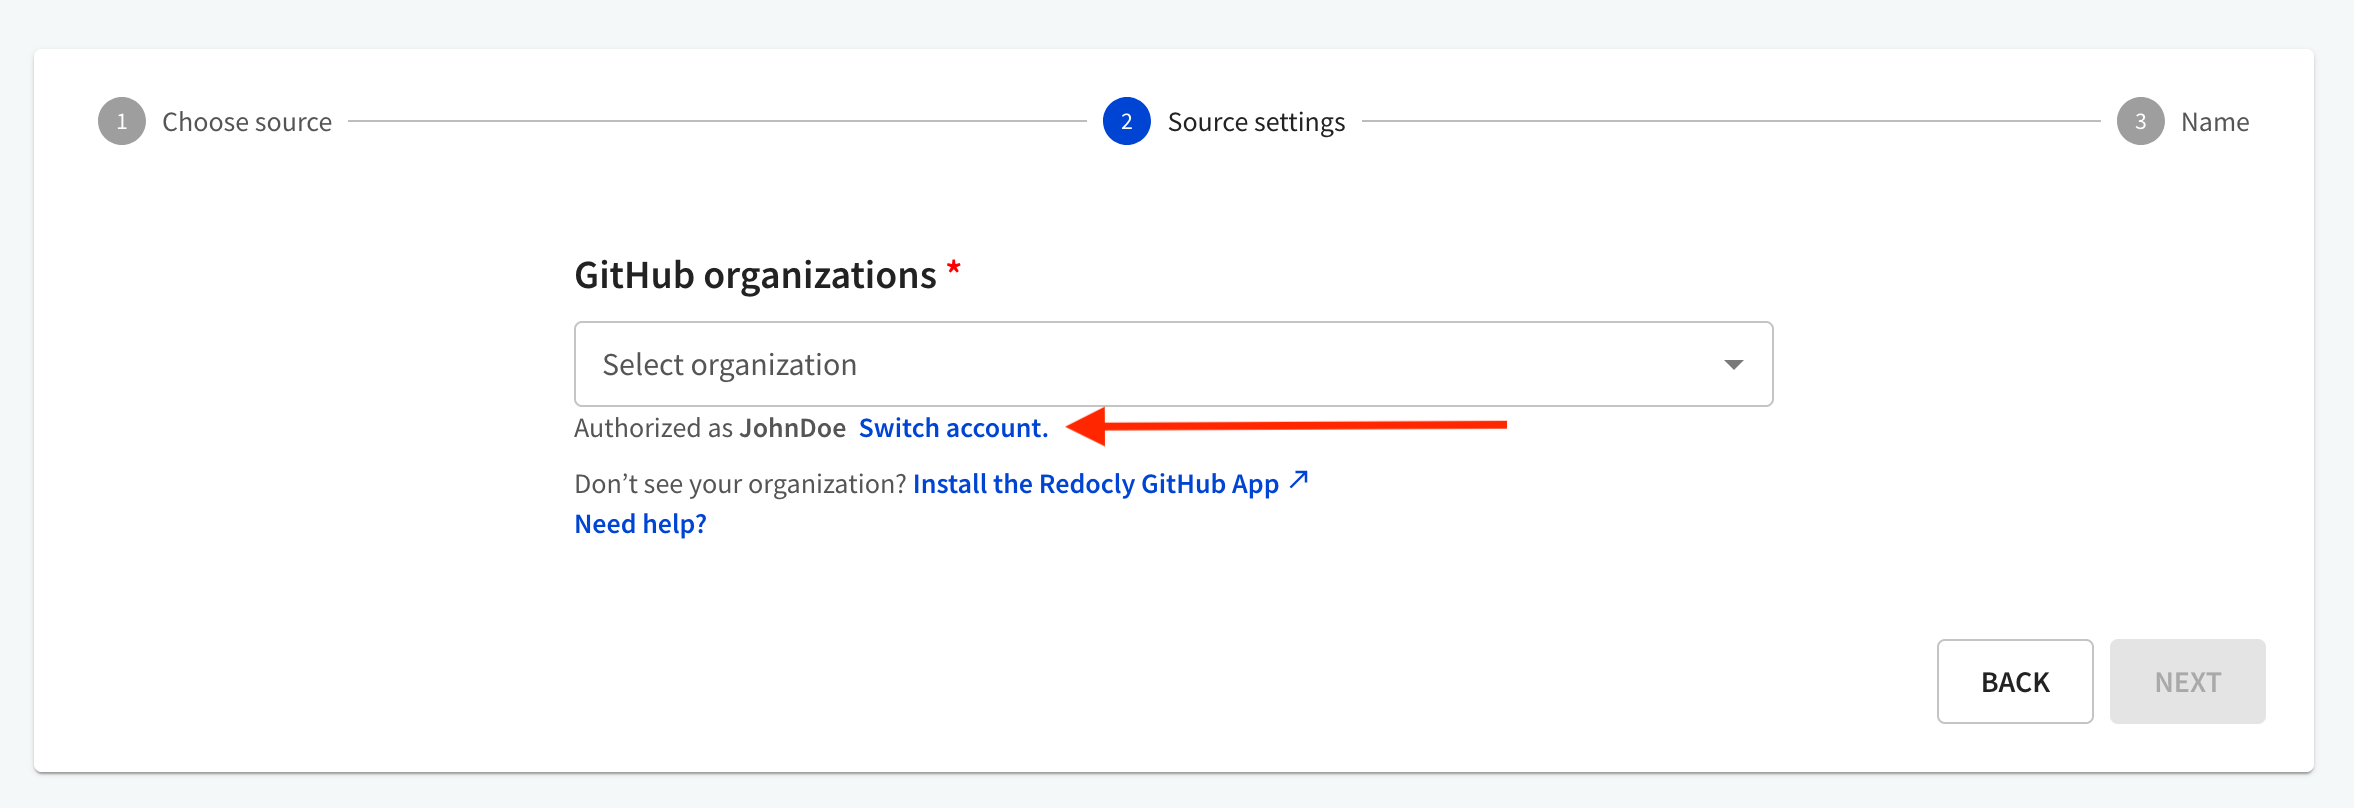 1 Choose source 2 Source settings 3 Name
GitHub organizations *
Select organization
Authorized as JohnDoe Switch account.
Don’t see your organization? Install the Redocly GitHub App
Need help?
BACK NEXT